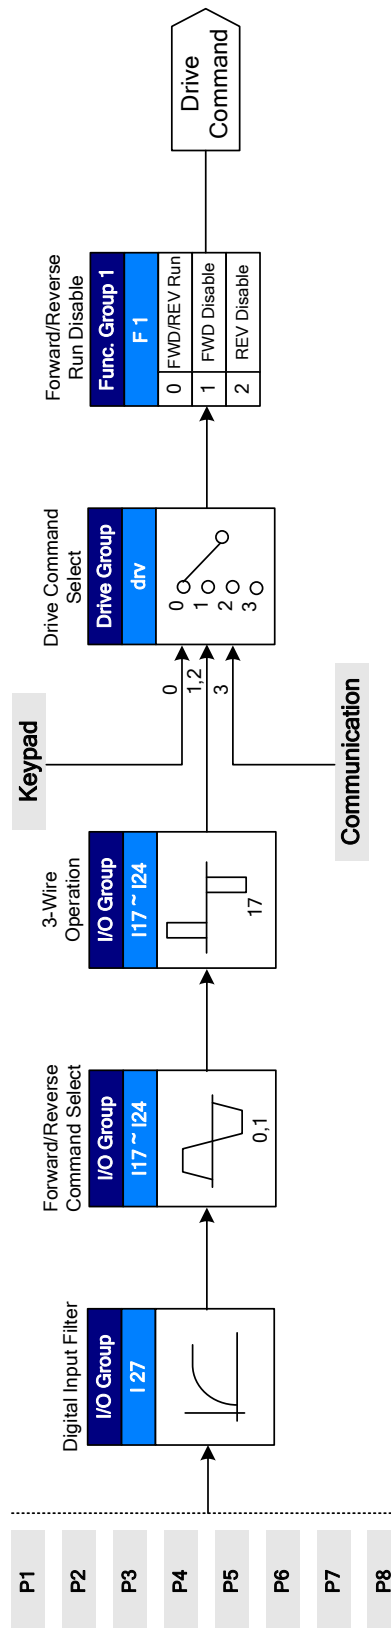 P1
P2
P3
P4
P5
P6
P7
P8
Digital Input Filter
I/O Group
I 27
Forward/Reverse
Command Select
I/O Group
I17 ~ I24
0,1
3-Wire
Operation
I/O Group
I17 ~ I24
17
Keypad
Communication
0
1,2
3
Drive Command
Select
Drive Group
drv
0
1
2
3
Forward/Reverse
Run Disable
Func. Group 1
F 1
0 FWD/REV Run
1 FWD Disable
2 REV Disable
Drive
Command